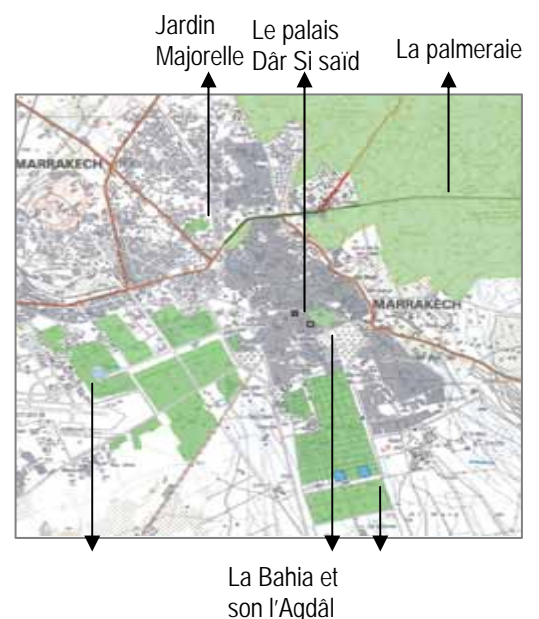 Jardin
Majorelle
Le palais
Dâr Si saïd
La palmeraie
MARRAKECH
MARRAKECH
La Bahia et
son l'Agdâl